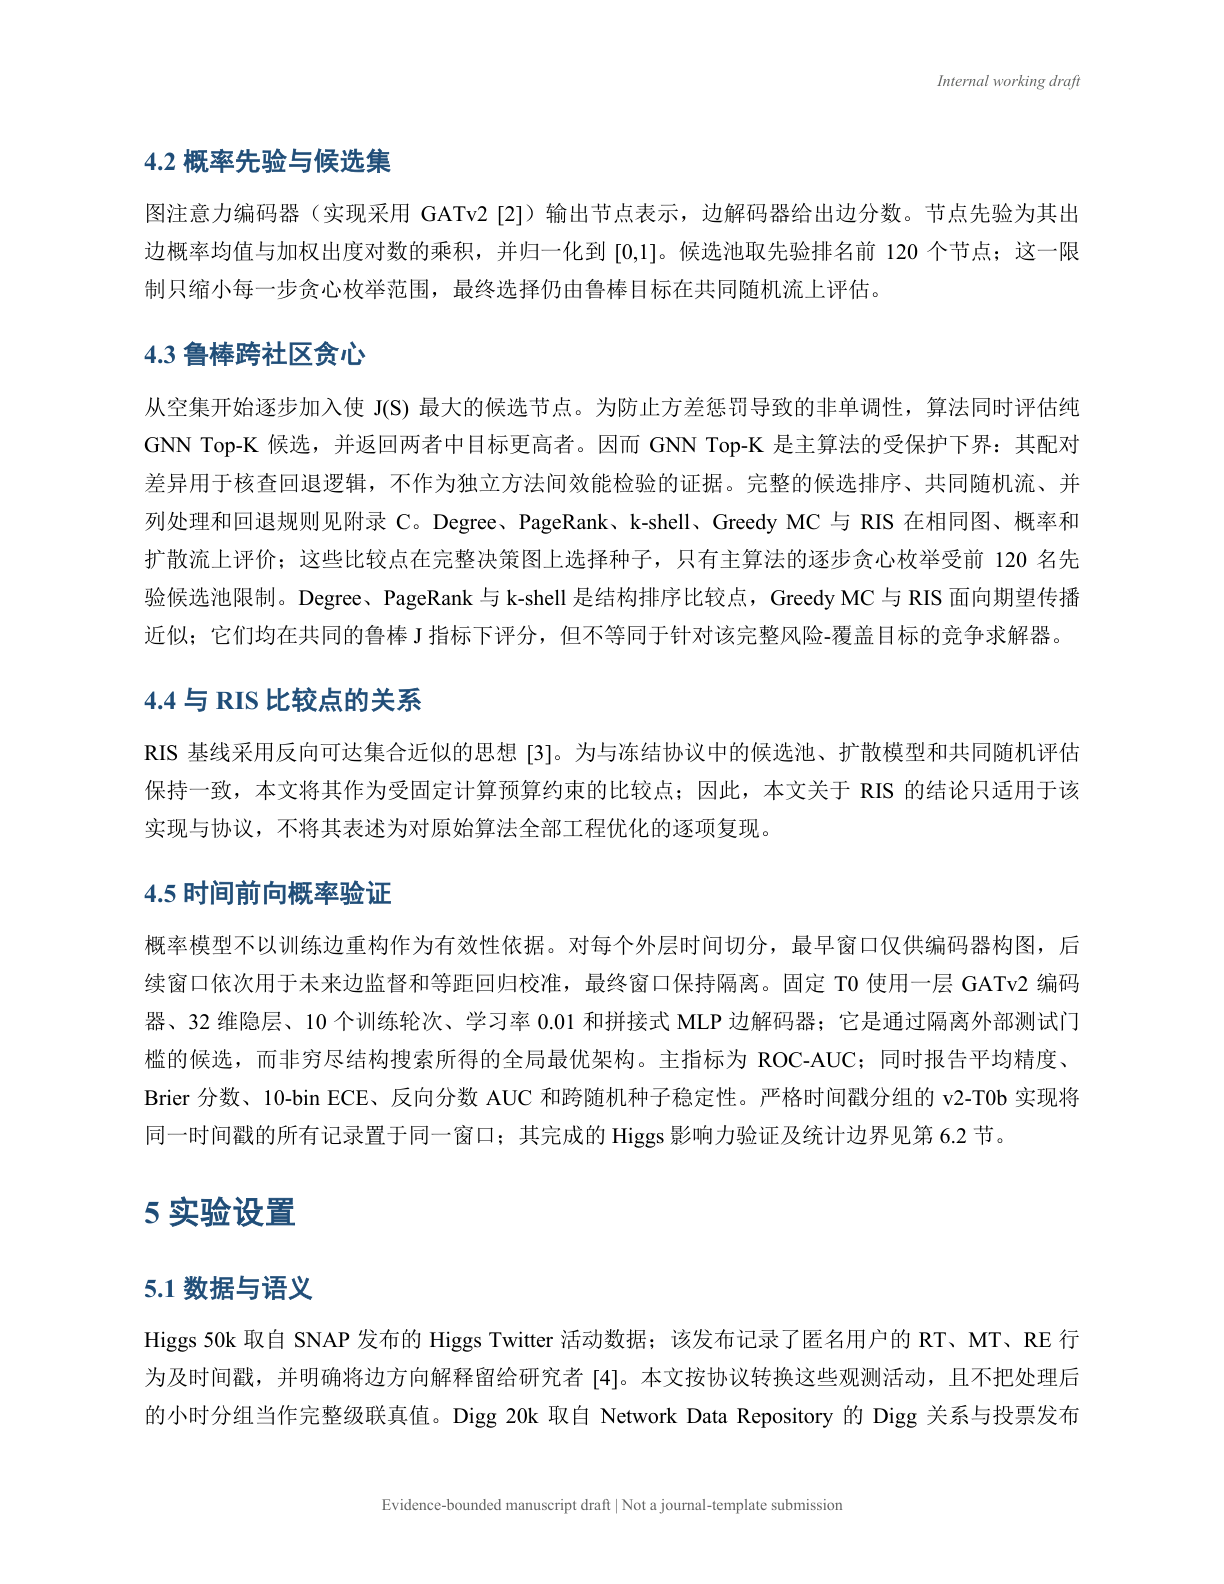 Internal working draft
4.2 概率先验与候选集
图注意力编码器（实现采用 GATv2 [2]）输出节点表示，边解码器给出边分数。节点先验为其出
边概率均值与加权出度对数的乘积，并归一化到 [0,1]。候选池取先验排名前 120 个节点；这一限
制只缩小每一步贪心枚举范围，最终选择仍由鲁棒目标在共同随机流上评估。
4.3 鲁棒跨社区贪心
从空集开始逐步加入使 J(S) 最大的候选节点。为防止方差惩罚导致的非单调性，算法同时评估纯
GNN Top-K 候选，并返回两者中目标更高者。因而 GNN Top-K 是主算法的受保护下界：其配对
差异用于核查回退逻辑，不作为独立方法间效能检验的证据。完整的候选排序、共同随机流、并
列处理和回退规则见附录 C。Degree、PageRank、k-shell、Greedy MC 与 RIS 在相同图、概率和
扩散流上评价；这些比较点在完整决策图上选择种子，只有主算法的逐步贪心枚举受前 120 名先
验候选池限制。Degree、PageRank 与 k-shell 是结构排序比较点，Greedy MC 与 RIS 面向期望传播
近似；它们均在共同的鲁棒 J 指标下评分，但不等同于针对该完整风险-覆盖目标的竞争求解器。
4.4 与 RIS 比较点的关系
RIS 基线采用反向可达集合近似的思想 [3]。为与冻结协议中的候选池、扩散模型和共同随机评估
保持一致，本文将其作为受固定计算预算约束的比较点；因此，本文关于 RIS 的结论只适用于该
实现与协议，不将其表述为对原始算法全部工程优化的逐项复现。
4.5 时间前向概率验证
概率模型不以训练边重构作为有效性依据。对每个外层时间切分，最早窗口仅供编码器构图，后
续窗口依次用于未来边监督和等距回归校准，最终窗口保持隔离。固定 T0 使用一层 GATv2 编码
器、32 维隐层、10 个训练轮次、学习率 0.01 和拼接式 MLP 边解码器；它是通过隔离外部测试门
槛的候选，而非穷尽结构搜索所得的全局最优架构。主指标为 ROC-AUC；同时报告平均精度、
Brier 分数、10-bin ECE、反向分数 AUC 和跨随机种子稳定性。严格时间戳分组的 v2-T0b 实现将
同一时间戳的所有记录置于同一窗口；其完成的 Higgs 影响力验证及统计边界见第 6.2 节。
5 实验设置
5.1 数据与语义
Higgs 50k 取自 SNAP 发布的 Higgs Twitter 活动数据；该发布记录了匿名用户的 RT、MT、RE 行
为及时间戳，并明确将边方向解释留给研究者 [4]。本文按协议转换这些观测活动，且不把处理后
的小时分组当作完整级联真值。Digg 20k 取自 Network Data Repository 的 Digg 关系与投票发布
Evidence-bounded manuscript draft | Not a journal-template submission